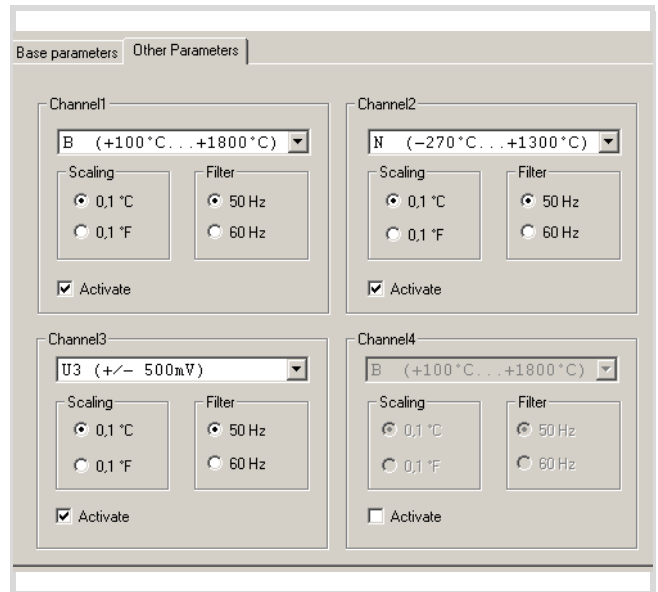 Base parameters Other Parameters
Channel1
B (+100°C...+1800°C)
Scaling Filter
0,1 °C 50 Hz
0,1 °F 60 Hz
Activate
Channel2
N (-270°C...+1300°C)
Scaling Filter
0,1 °C 50 Hz
0,1 °F 60 Hz
Activate
Channel3
U3 (+/- 500mV)
Scaling Filter
0,1 °C 50 Hz
0,1 °F 60 Hz
Activate
Channel4
B (+100°C...+1800°C)
Scaling Filter
0,1 °C 50 Hz
0,1 °F 60 Hz
Activate